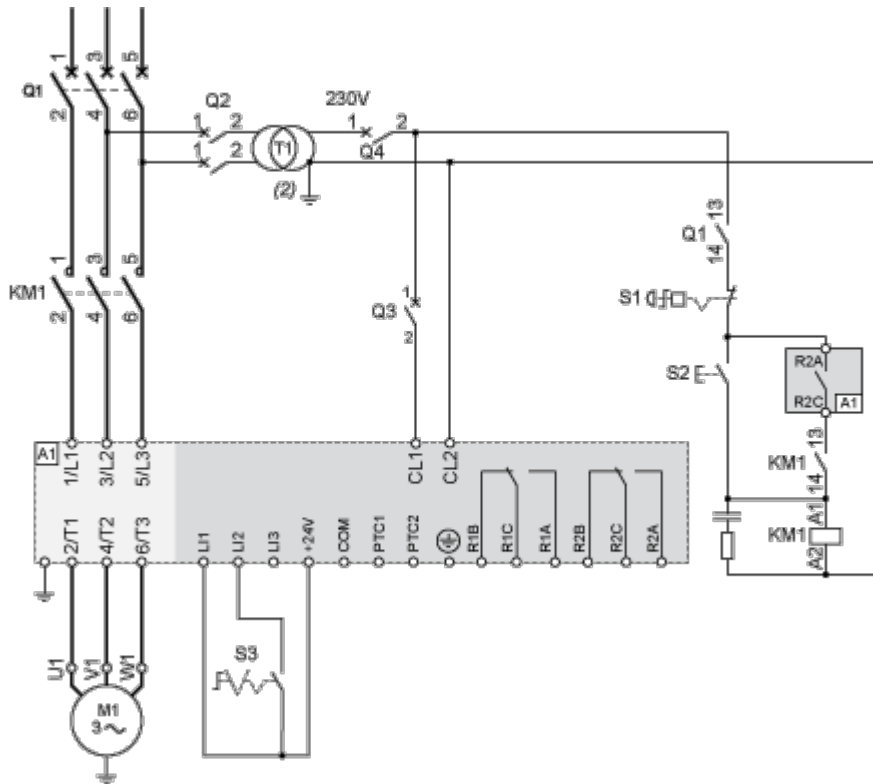 1 3 5
Q1
2 4 6
Q2
1 2
1 2
T1
(2)
230V
1 2
Q4
13
Q1
14
1 3 5
KM1
2 4 6
1
Q3
2
S1
S2
R2A
R2C
A1
13
KM1
14
A1
KM1
A2
A1
1/L1
3/L2
5/L3
CL1
CL2
2/T1
4/T2
6/T3
LI1
LI2
LI3
+24V
COM
PTC1
PTC2
R1B
R1C
R1A
R2B
R2C
R2A
S3
U1
V1
W1
M1
3~